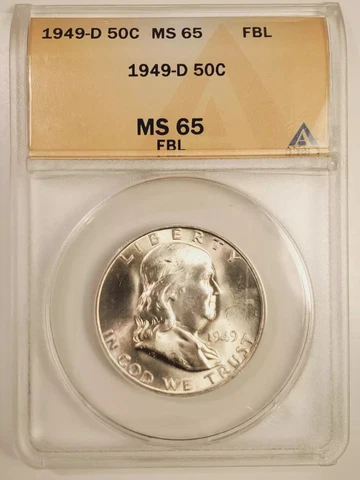 1949-D 50C MS 65 FBL
1949-D 50C
MS 65
FBL
LIBERTY
1949
IN GOD WE TRUST